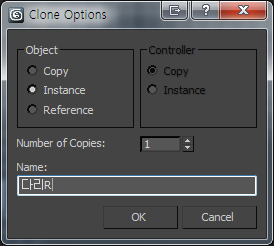 Clone Options
Object
Controller
Copy
Copy
Instance
Instance
Reference
Number of Copies:
1
Name:
다리R
OK
Cancel